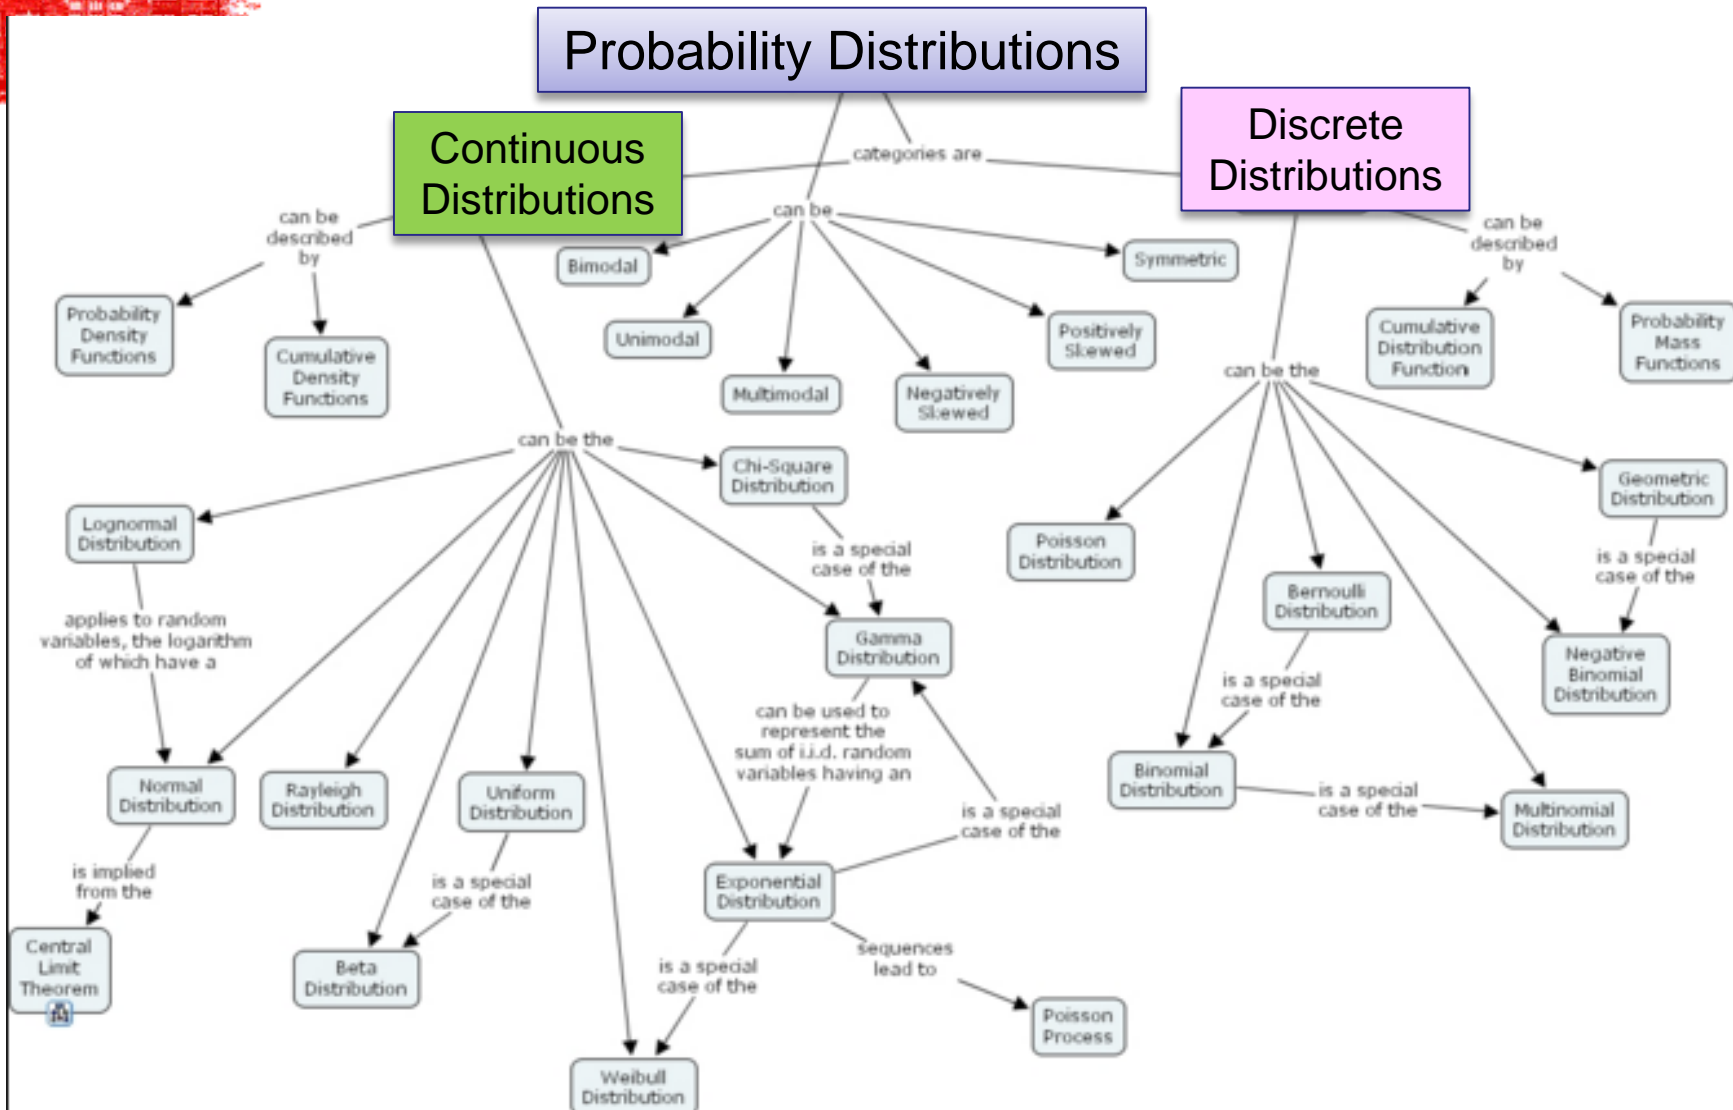 Probability Distributions
Continuous
Distributions
Discrete
Distributions
categories are
can be
described
by
can be
can be
described
by
Bimodal
Symmetric
Probability
Density
Functions
Cumulative
Density
Functions
Unimodal
Multimodal
Negatively
Skewed
Positively
Skewed
Cumulative
Distribution
Function
Probability
Mass
Functions
can be the
can be the
Chi-Square
Distribution
Geometric
Distribution
Lognormal
Distribution
is a special
case of the
Poisson
Distribution
is a special
case of the
Bernoulli
Distribution
applies to random
variables, the logarithm
of which have a
Gamma
Distribution
Negative
Binomial
Distribution
is a special
case of the
can be used to
represent the
sum of i.i.d. random
variables having an
Normal
Distribution
Rayleigh
Distribution
Uniform
Distribution
is a special
case of the
Binomial
Distribution
is a special
case of the
Multinomial
Distribution
is implied
from the
is a special
case of the
Exponential
Distribution
Central
Limit
Theorem
Beta
Distribution
is a special
case of the
sequences
lead to
Poisson
Process
Weibull
Distribution